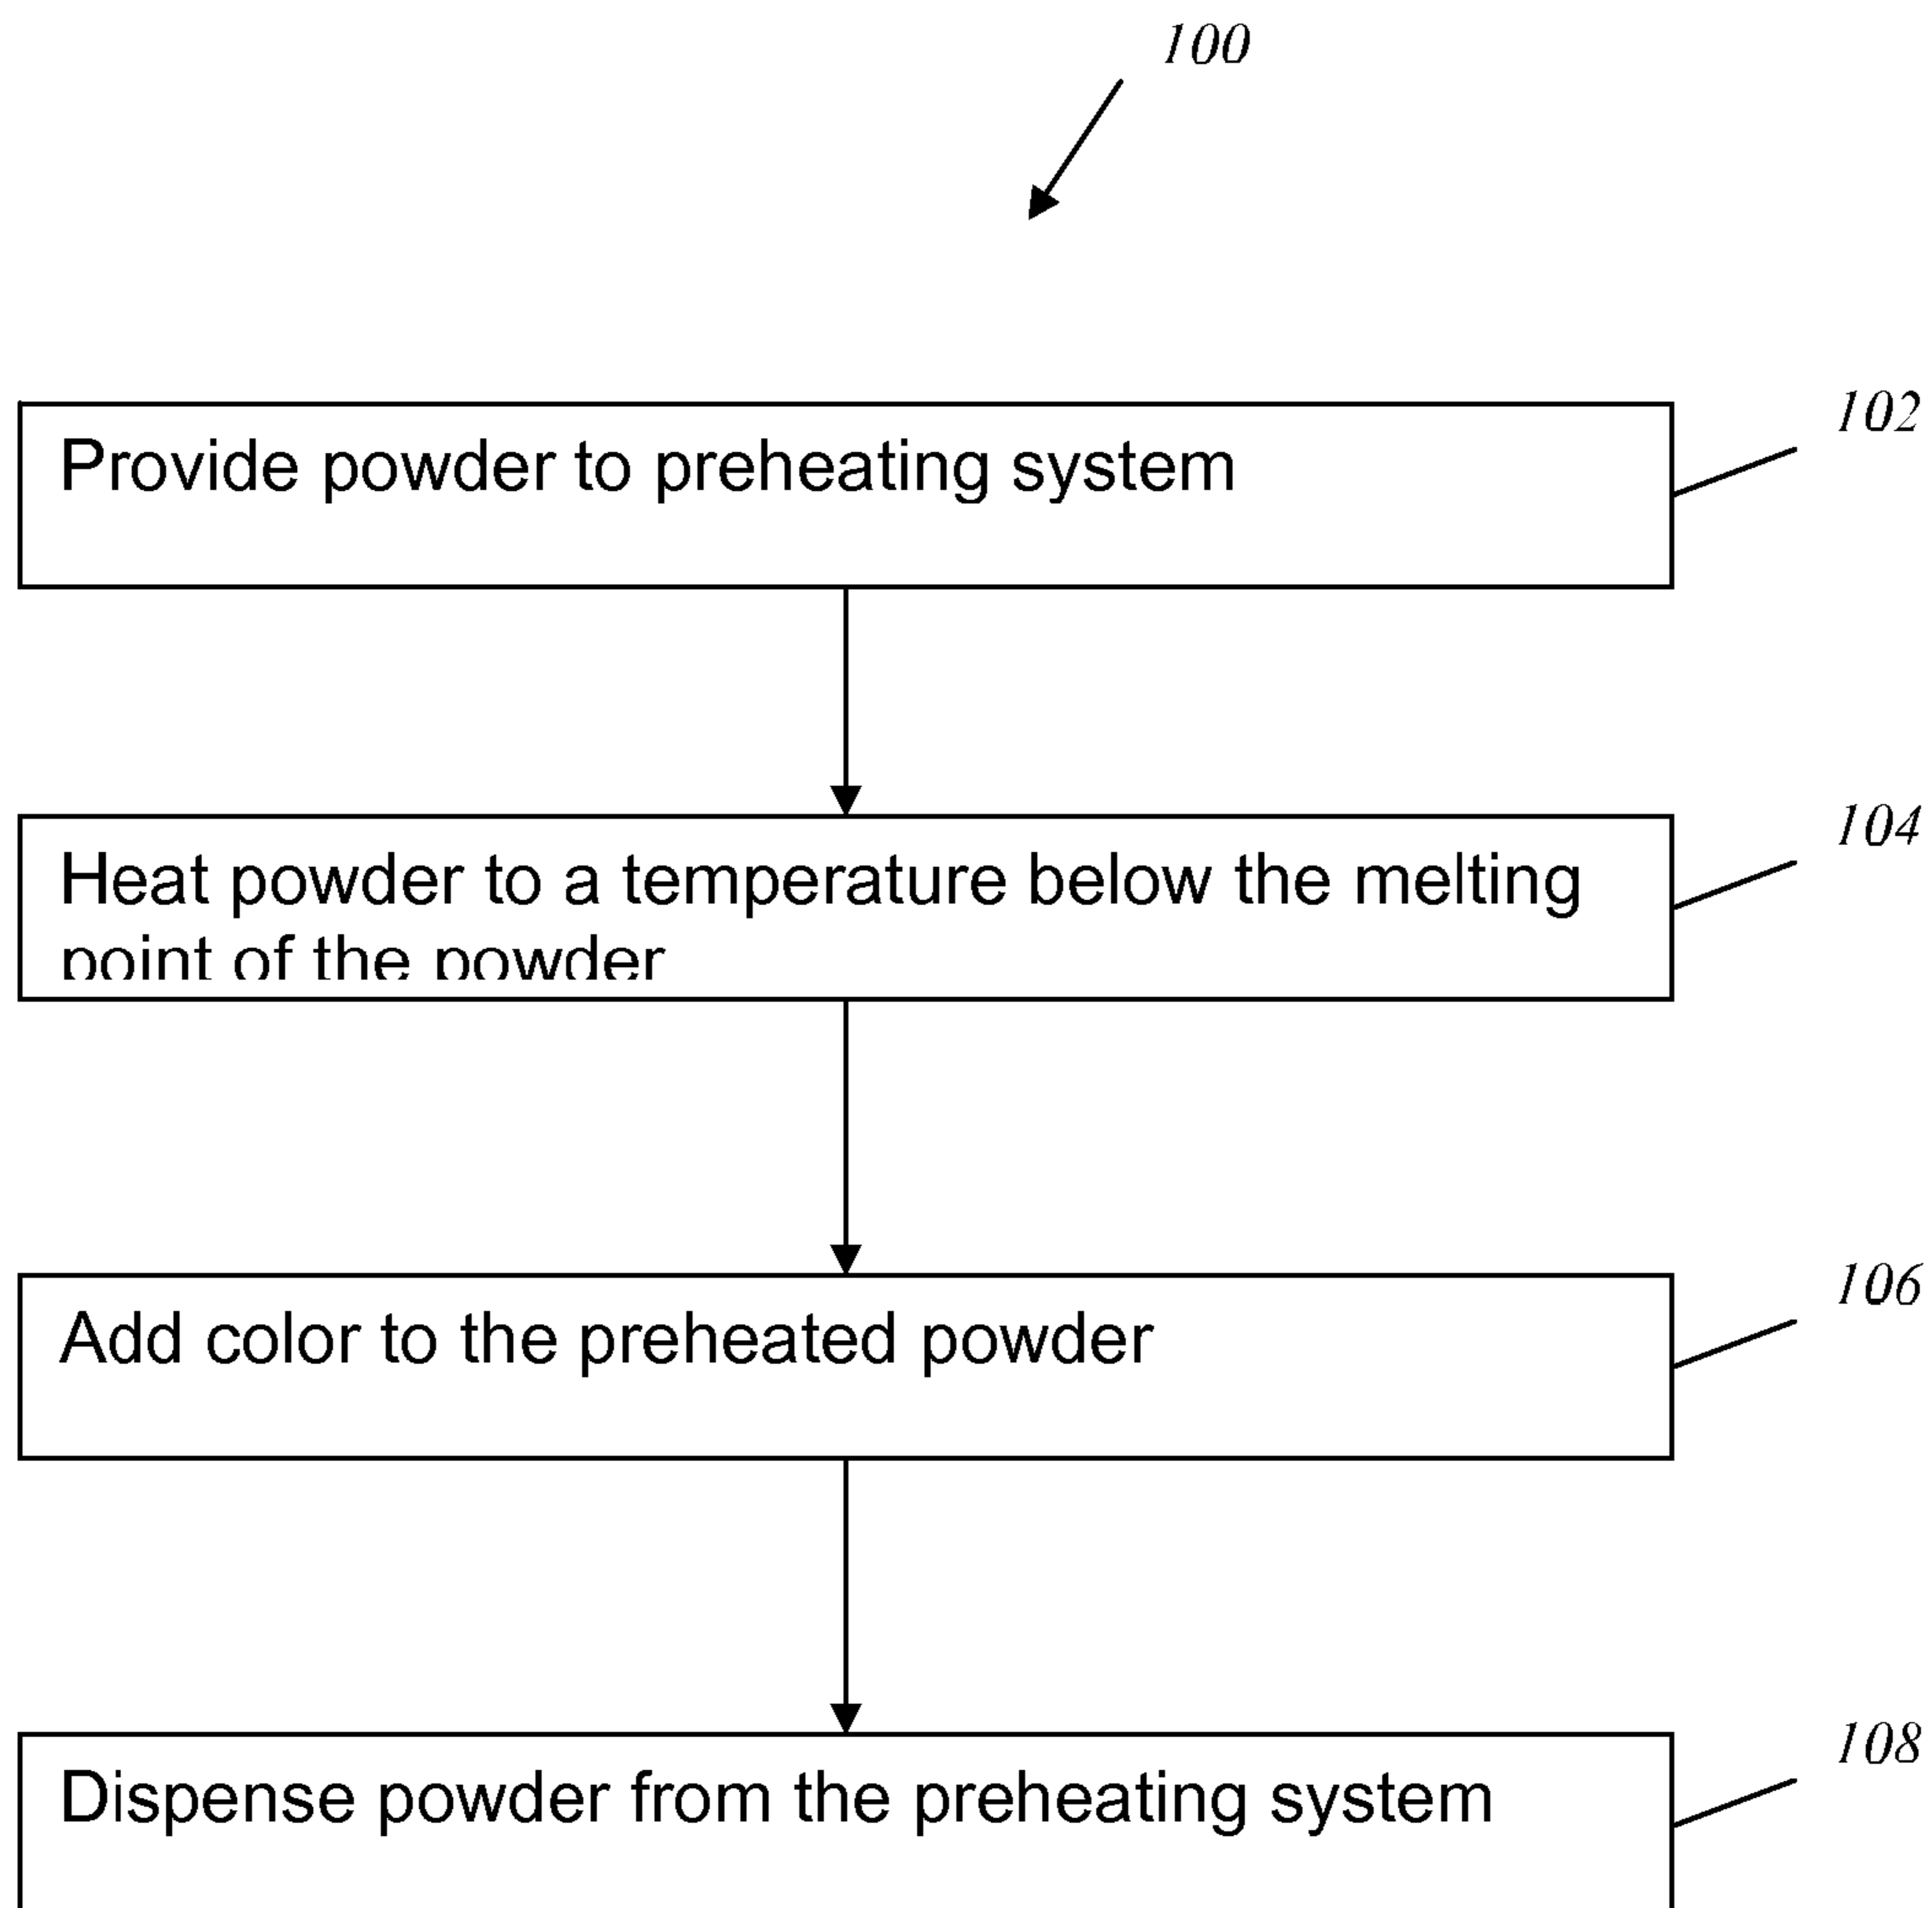 100
102
Provide powder to preheating system
104
Heat powder to a temperature below the melting
point of the powder
106
Add color to the preheated powder
108
Dispense powder from the preheating system